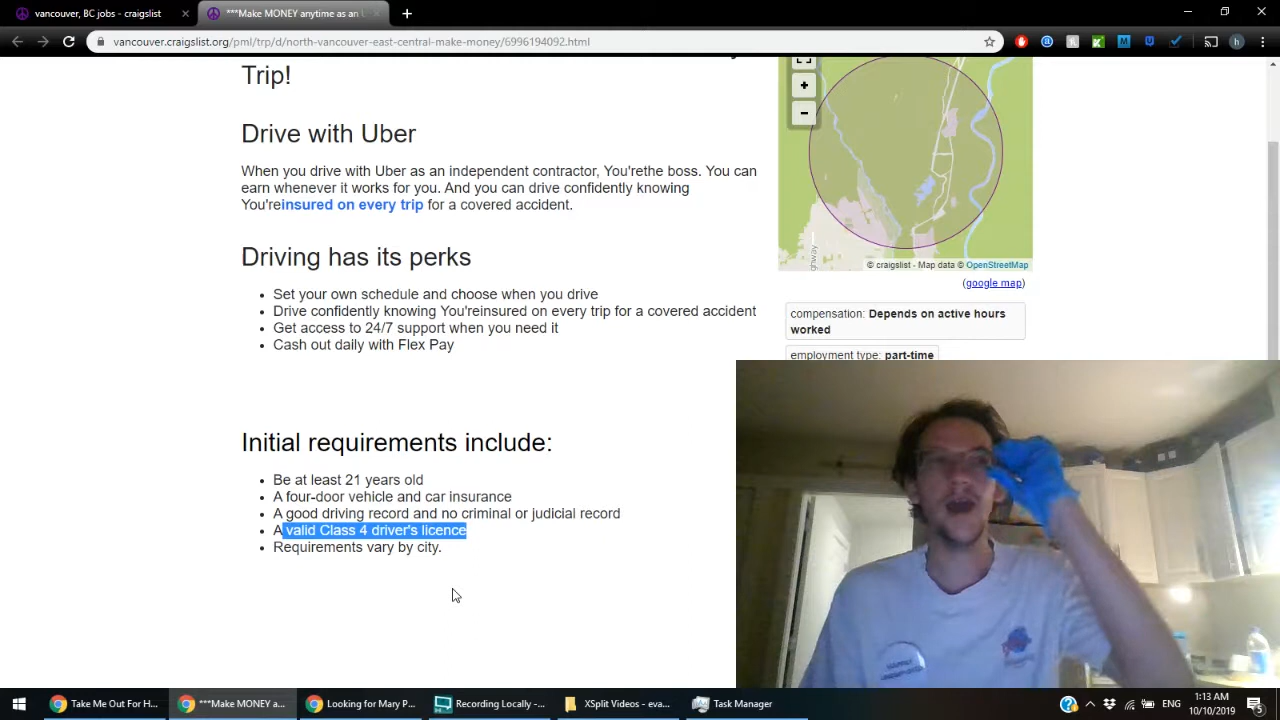 vancouver, BC jobs - craigslist
***Make MONEY anytime as an
vancouver.craigslist.org/pml/trp/d/north-vancouver-east-central-make-money/6996194092.html
h
Trip!
Drive with Uber
When you drive with Uber as an independent contractor, You'rethe boss. You can
earn whenever it works for you. And you can drive confidently knowing
You'reinsured on every trip for a covered accident.
Driving has its perks
Set your own schedule and choose when you drive
Drive confidently knowing You'reinsured on every trip for a covered accident
Get access to 24/7 support when you need it
Cash out daily with Flex Pay
Initial requirements include:
Be at least 21 years old
A four-door vehicle and car insurance
A good driving record and no criminal or judicial record
A valid Class 4 driver's licence
Requirements vary by city.
+
−
ghway
© craigslist - Map data © OpenStreetMap
(google map)
compensation: Depends on active hours
worked
employment type: part-time
Take Me Out For H...
***Make MONEY a...
Looking for Mary P...
Recording Locally -...
XSplit Videos - eva...
Task Manager
ENG
1:13 AM
10/10/2019